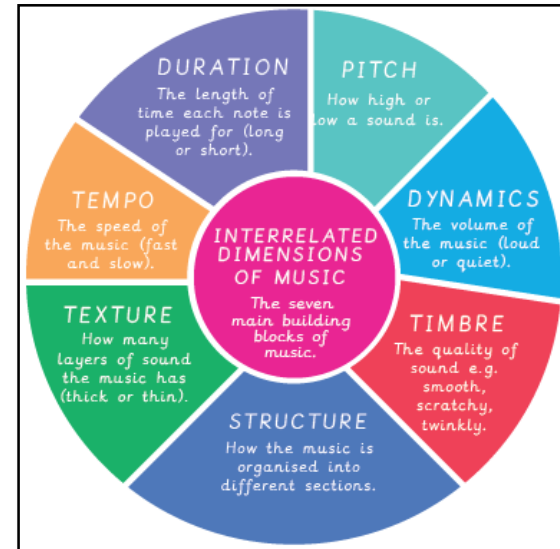 DURATION
The length of
time each note is
played for (long
or short).
PITCH
How high or
low a sound is.
DYNAMICS
The volume of
the music (loud
or quiet).
TIMBRE
The quality of
sound e.g.
smooth,
scratchy,
twinkly.
STRUCTURE
How the music is
organised into
different sections.
TEXTURE
How many
layers of sound
the music has
(thick or thin).
TEMPO
The speed of
the music (fast
and slow).
INTERRELATED
DIMENSIONS
OF MUSIC
The seven
main building
blocks of
music.